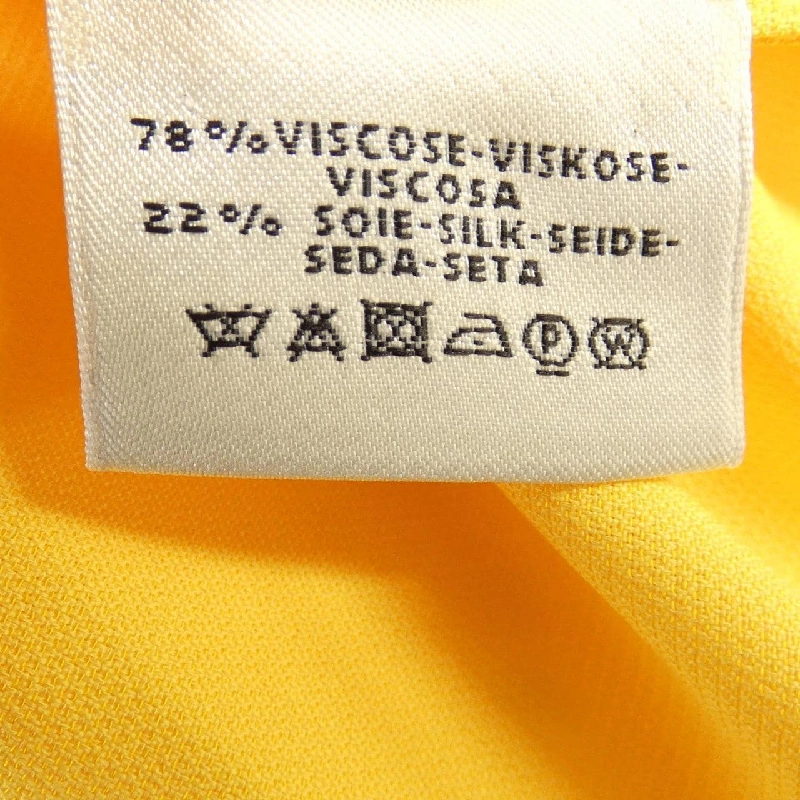 78%VISCOSE-VISKOSE-
VISCOSA
22% SOIE-SILK-SEIDE-
SEDA-SETA
P W